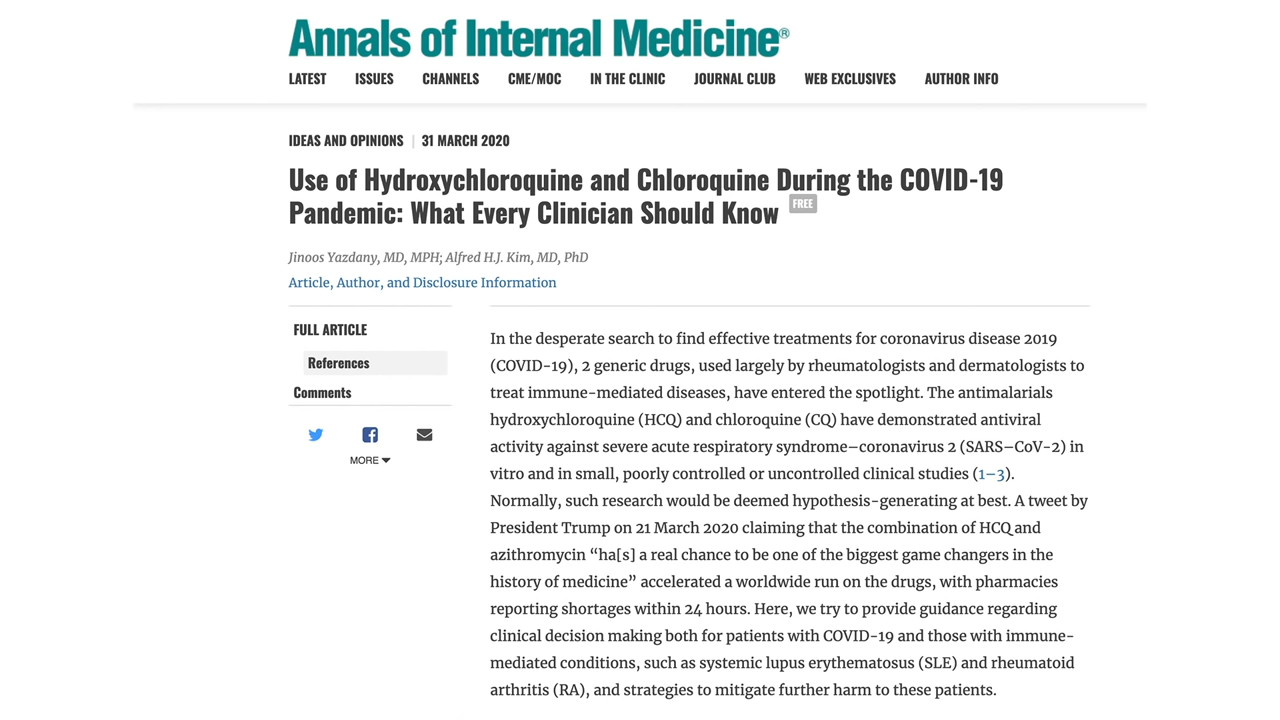 Annals of Internal Medicine®
LATEST ISSUES CHANNELS CME/MOC IN THE CLINIC JOURNAL CLUB WEB EXCLUSIVES AUTHOR INFO
IDEAS AND OPINIONS | 31 MARCH 2020
Use of Hydroxychloroquine and Chloroquine During the COVID-19
Pandemic: What Every Clinician Should Know FREE
Jinoos Yazdany, MD, MPH; Alfred H.J. Kim, MD, PhD
Article, Author, and Disclosure Information
FULL ARTICLE
References
Comments
MORE
In the desperate search to find effective treatments for coronavirus disease 2019
(COVID-19), 2 generic drugs, used largely by rheumatologists and dermatologists to
treat immune-mediated diseases, have entered the spotlight. The antimalarials
hydroxychloroquine (HCQ) and chloroquine (CQ) have demonstrated antiviral
activity against severe acute respiratory syndrome–coronavirus 2 (SARS–CoV-2) in
vitro and in small, poorly controlled or uncontrolled clinical studies (1–3).
Normally, such research would be deemed hypothesis-generating at best. A tweet by
President Trump on 21 March 2020 claiming that the combination of HCQ and
azithromycin “ha[s] a real chance to be one of the biggest game changers in the
history of medicine” accelerated a worldwide run on the drugs, with pharmacies
reporting shortages within 24 hours. Here, we try to provide guidance regarding
clinical decision making both for patients with COVID-19 and those with immune-
mediated conditions, such as systemic lupus erythematosus (SLE) and rheumatoid
arthritis (RA), and strategies to mitigate further harm to these patients.